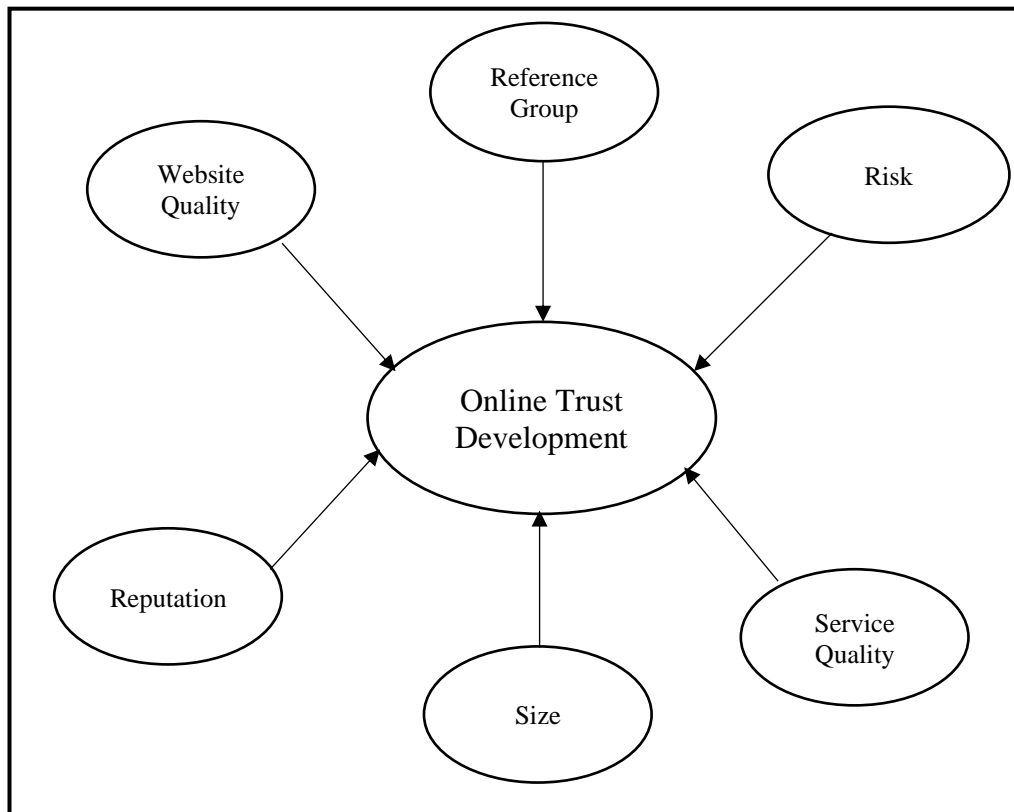 Reference
Group
Website
Quality
Risk
Online Trust
Development
Reputation
Service
Quality
Size